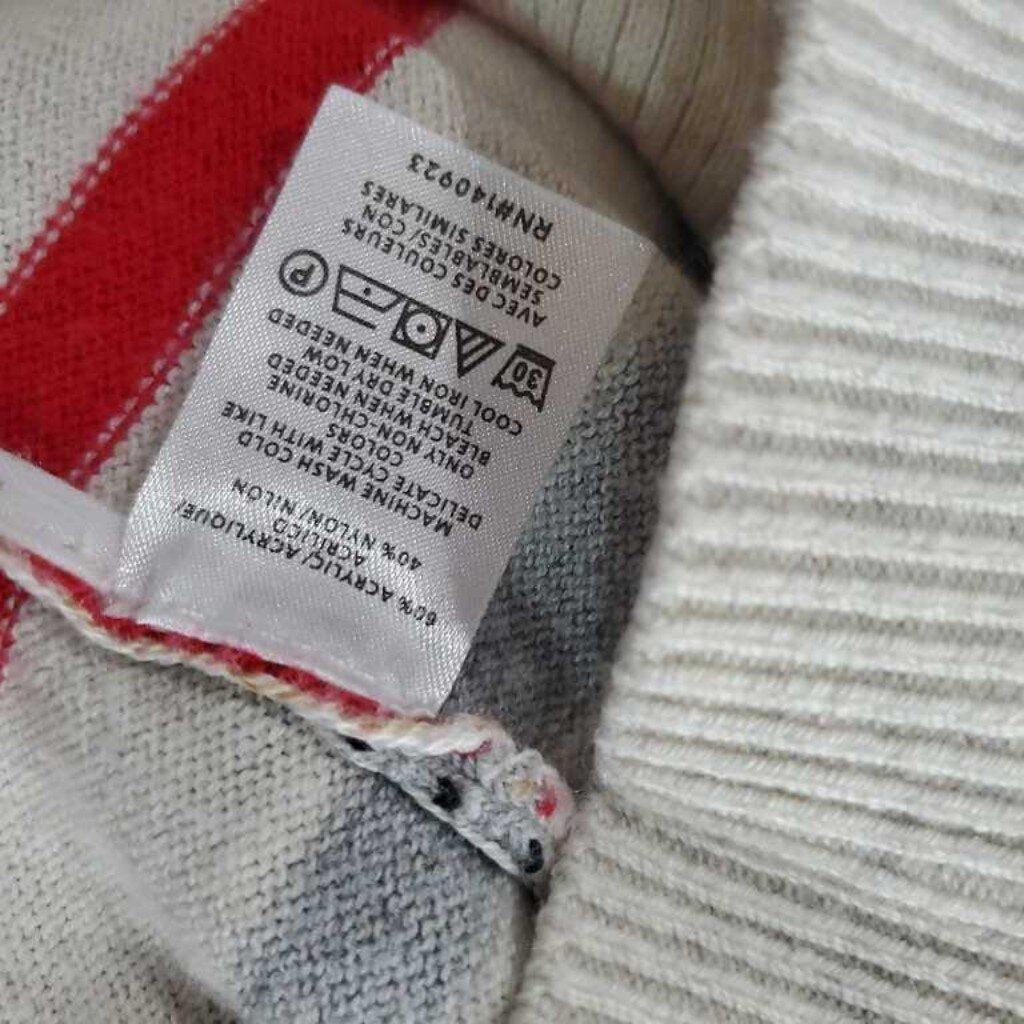 60% ACRYLIC/ ACRYLIQUE/
ACRILICO
40% NYLON/ NILON
MACHINE WASH COLD
DELICATE CYCLE WITH LIKE
COLORS
ONLY NON-CHLORINE
BLEACH WHEN NEEDED
TUMBLE DRY LOW
COOL IRON WHEN NEEDED
30
P
AVEC DES COULEURS
SEMBLABLES/ CON
COLORES SIMILARES
RN#140923